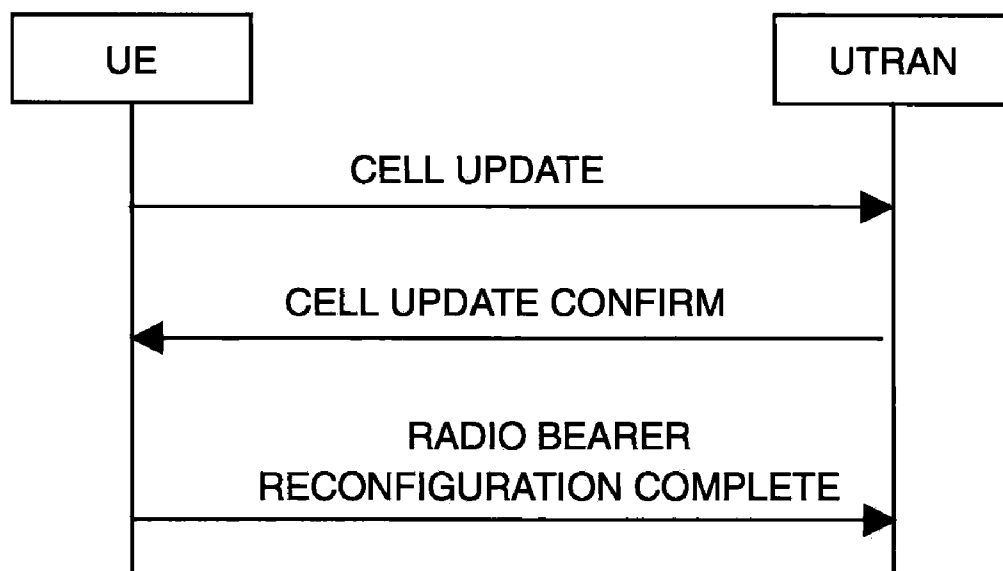 UE
UTRAN
CELL UPDATE
CELL UPDATE CONFIRM
RADIO BEARER
RECONFIGURATION COMPLETE